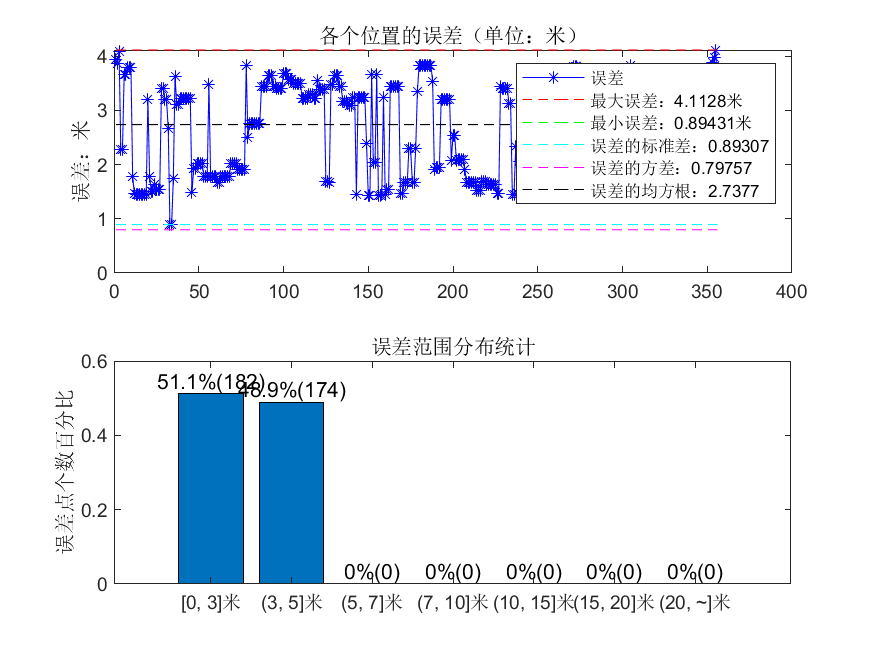 各个位置的误差（单位：米）
误差：米
4
3
2
1
0
0 50 100 150 200 250 300 350 400
误差
最大误差：4.1128米
最小误差：0.89431米
误差的标准差：0.89307
误差的方差：0.79757
误差的均方根：2.7377
误差范围分布统计
误差点个数百分比
0.6
0.4
0.2
0
51.1%(182)
48.9%(174)
0%(0) 0%(0) 0%(0) 0%(0) 0%(0)
[0, 3]米 (3, 5]米 (5, 7]米 (7, 10]米 (10, 15]米 (15, 20]米 (20, ~]米